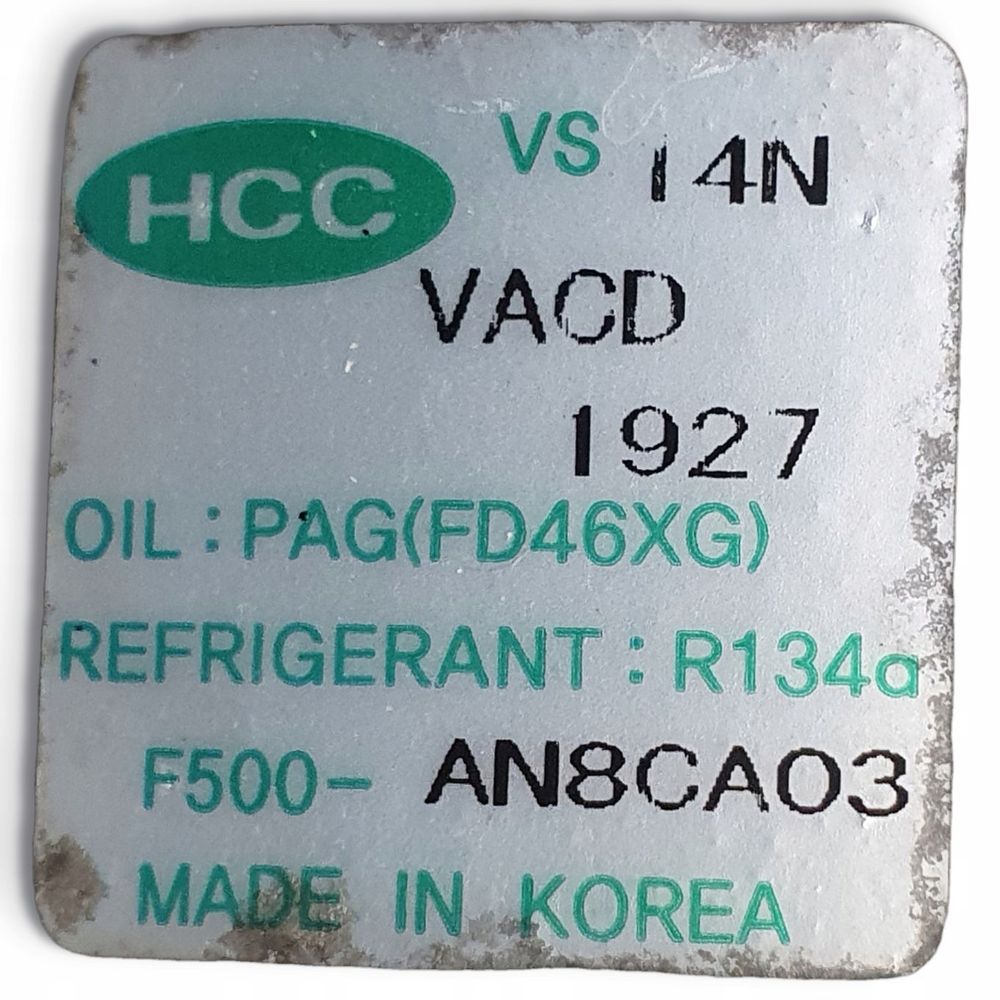 HCC VS 14N
VACD
1927
OIL : PAG(FD46XG)
REFRIGERANT : R134a
F500- AN8CA03
MADE IN KOREA